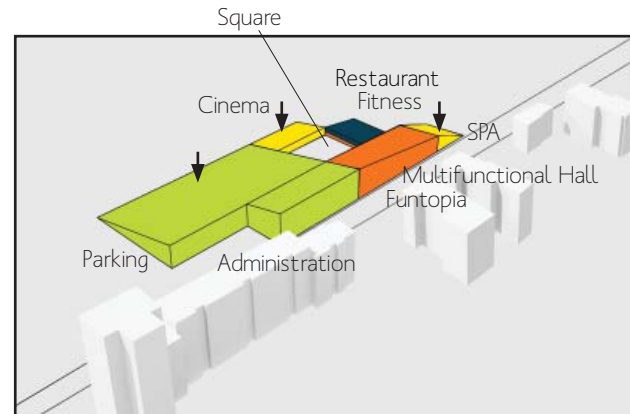 Square
Restaurant
Fitness
Cinema
SPA
Multifunctional Hall
Funtopia
Parking
Administration